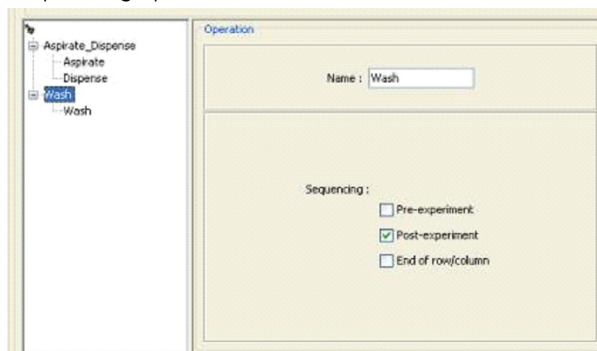 Aspirate_Dispense
Aspirate
Dispense
Wash
Wash
Operation
Name : Wash
Sequencing :
Pre-experiment
Post-experiment
End of row/column